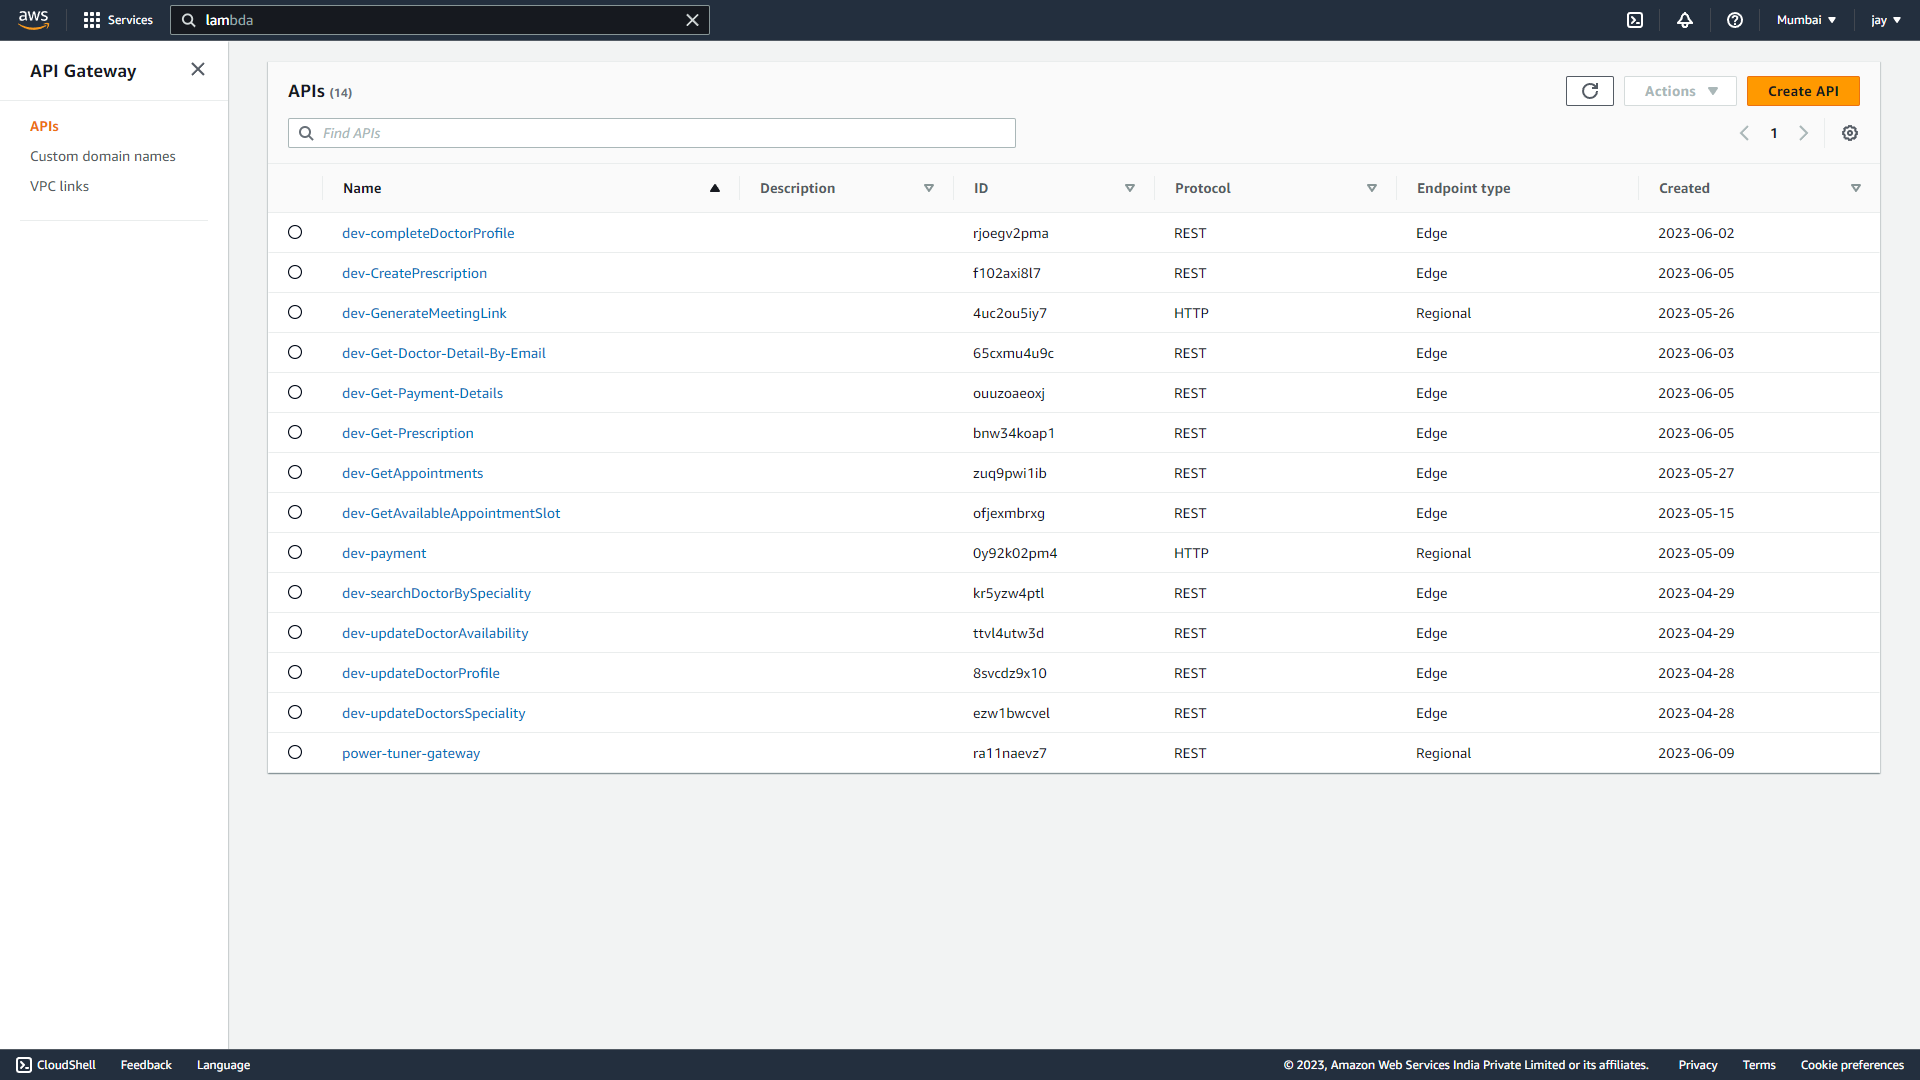 aws Services lambda Mumbai jay
API Gateway
APIs
Custom domain names
VPC links
APIs (14) Actions Create API
Find APIs 1
Name Description ID Protocol Endpoint type Created
dev-completeDoctorProfile rjoegv2pma REST Edge 2023-06-02
dev-CreatePrescription f102axi8l7 REST Edge 2023-06-05
dev-GenerateMeetingLink 4uc2ou5iy7 HTTP Regional 2023-05-26
dev-Get-Doctor-Detail-By-Email 65cxmu4u9c REST Edge 2023-06-03
dev-Get-Payment-Details ouuzoaeoxj REST Edge 2023-06-05
dev-Get-Prescription bnw34koap1 REST Edge 2023-06-05
dev-GetAppointments zuq9pwi1ib REST Edge 2023-05-27
dev-GetAvailableAppointmentSlot ofjexmbrxg REST Edge 2023-05-15
dev-payment 0y92k02pm4 HTTP Regional 2023-05-09
dev-searchDoctorBySpeciality kr5yzw4ptl REST Edge 2023-04-29
dev-updateDoctorAvailability ttvl4utw3d REST Edge 2023-04-29
dev-updateDoctorProfile 8svcdz9x10 REST Edge 2023-04-28
dev-updateDoctorsSpeciality ezw1bwcvel REST Edge 2023-04-28
power-tuner-gateway ra11naevz7 REST Regional 2023-06-09
CloudShell Feedback Language © 2023, Amazon Web Services India Private Limited or its affiliates. Privacy Terms Cookie preferences